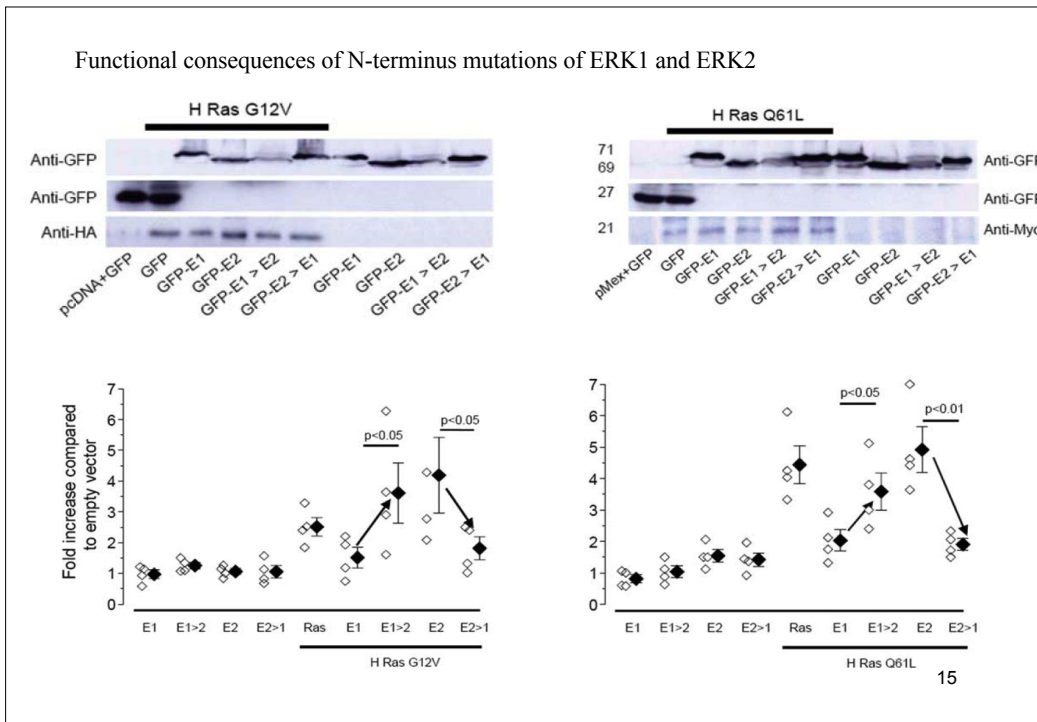 Functional consequences of N-terminus mutations of ERK1 and ERK2
H Ras G12V
Anti-GFP
Anti-GFP
Anti-HA
pcDNA+GFP
GFP
GFP-E1
GFP-E2
GFP-E1 > E2
GFP-E2 > E1
GFP-E1
GFP-E2
GFP-E1 > E2
GFP-E2 > E1
H Ras Q61L
71
69
27
21
Anti-GF
Anti-GF
Anti-Myc
pMex+GFP
GFP
GFP-E1
GFP-E2
GFP-E1 > E2
GFP-E2 > E1
GFP-E1
GFP-E2
GFP-E1 > E2
GFP-E2 > E1
Fold increase compared
to empty vector
7
6
5
4
3
2
1
0
p<0.05
p<0.05
E1 E1>2 E2 E2>1 Ras E1 E1>2 E2 E2>1
H Ras G12V
7
6
5
4
3
2
1
0
p<0.05
p<0.01
E1 E1>2 E2 E2>1 Ras E1 E1>2 E2 E2>1
H Ras Q61L
15